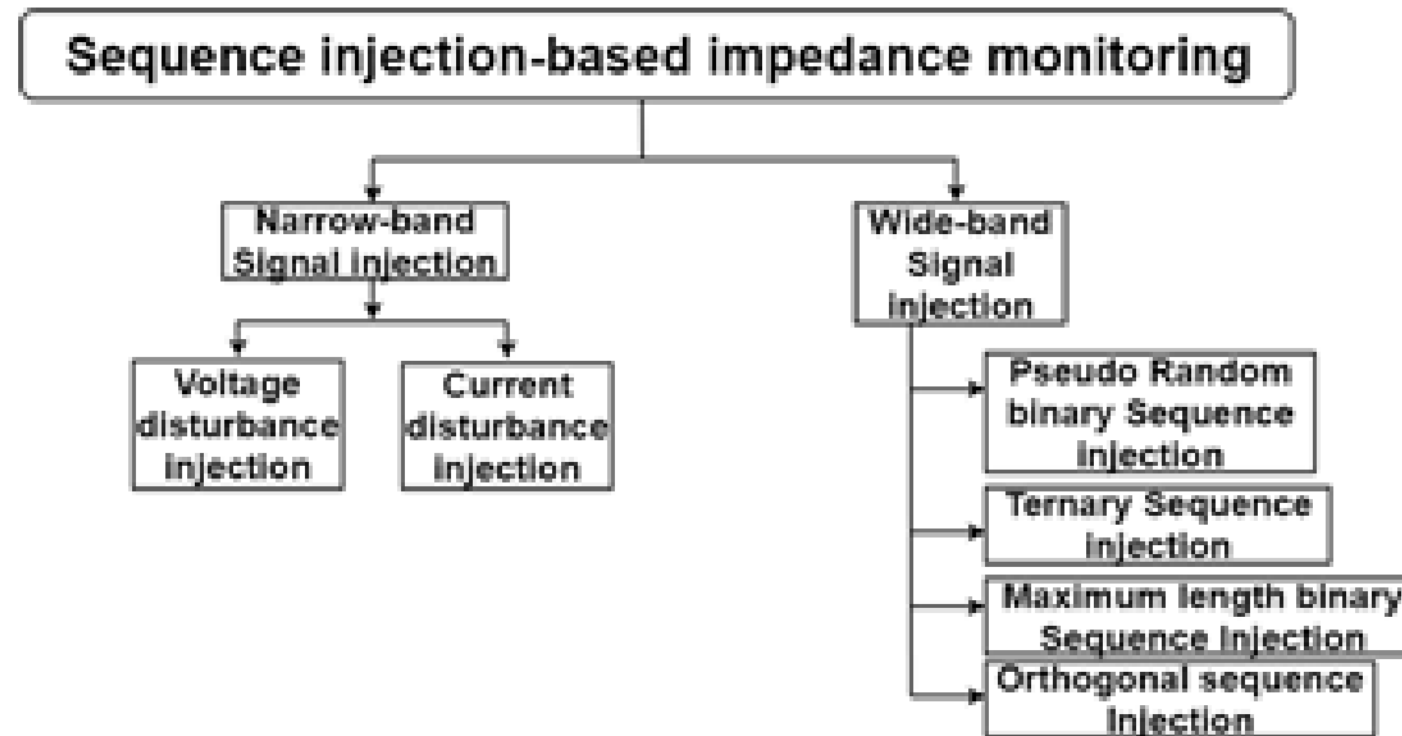 Sequence injection-based impedance monitoring
Narrow-band
Signal injection
Wide-band
Signal
injection
Voltage
disturbance
injection
Current
disturbance
injection
Pseudo Random
binary Sequence
injection
Ternary Sequence
injection
Maximum length binary
Sequence Injection
Orthogonal sequence
Injection